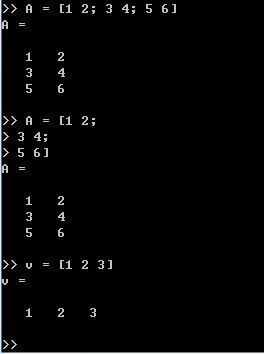 >> A = [1 2; 3 4; 5 6]
A =
1 2
3 4
5 6
>> A = [1 2;
> 3 4;
> 5 6]
A =
1 2
3 4
5 6
>> v = [1 2 3]
v =
1 2 3
>>